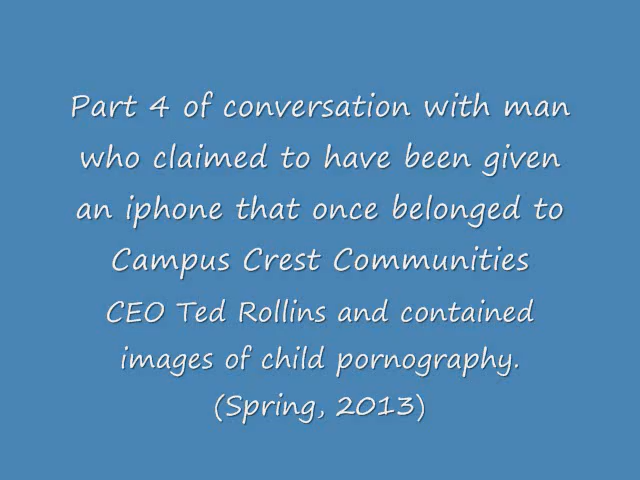 Part 4 of conversation with man
who claimed to have been given
an iphone that once belonged to
Campus Crest Communities
CEO Ted Rollins and contained
images of child pornography.
(Spring, 2013)